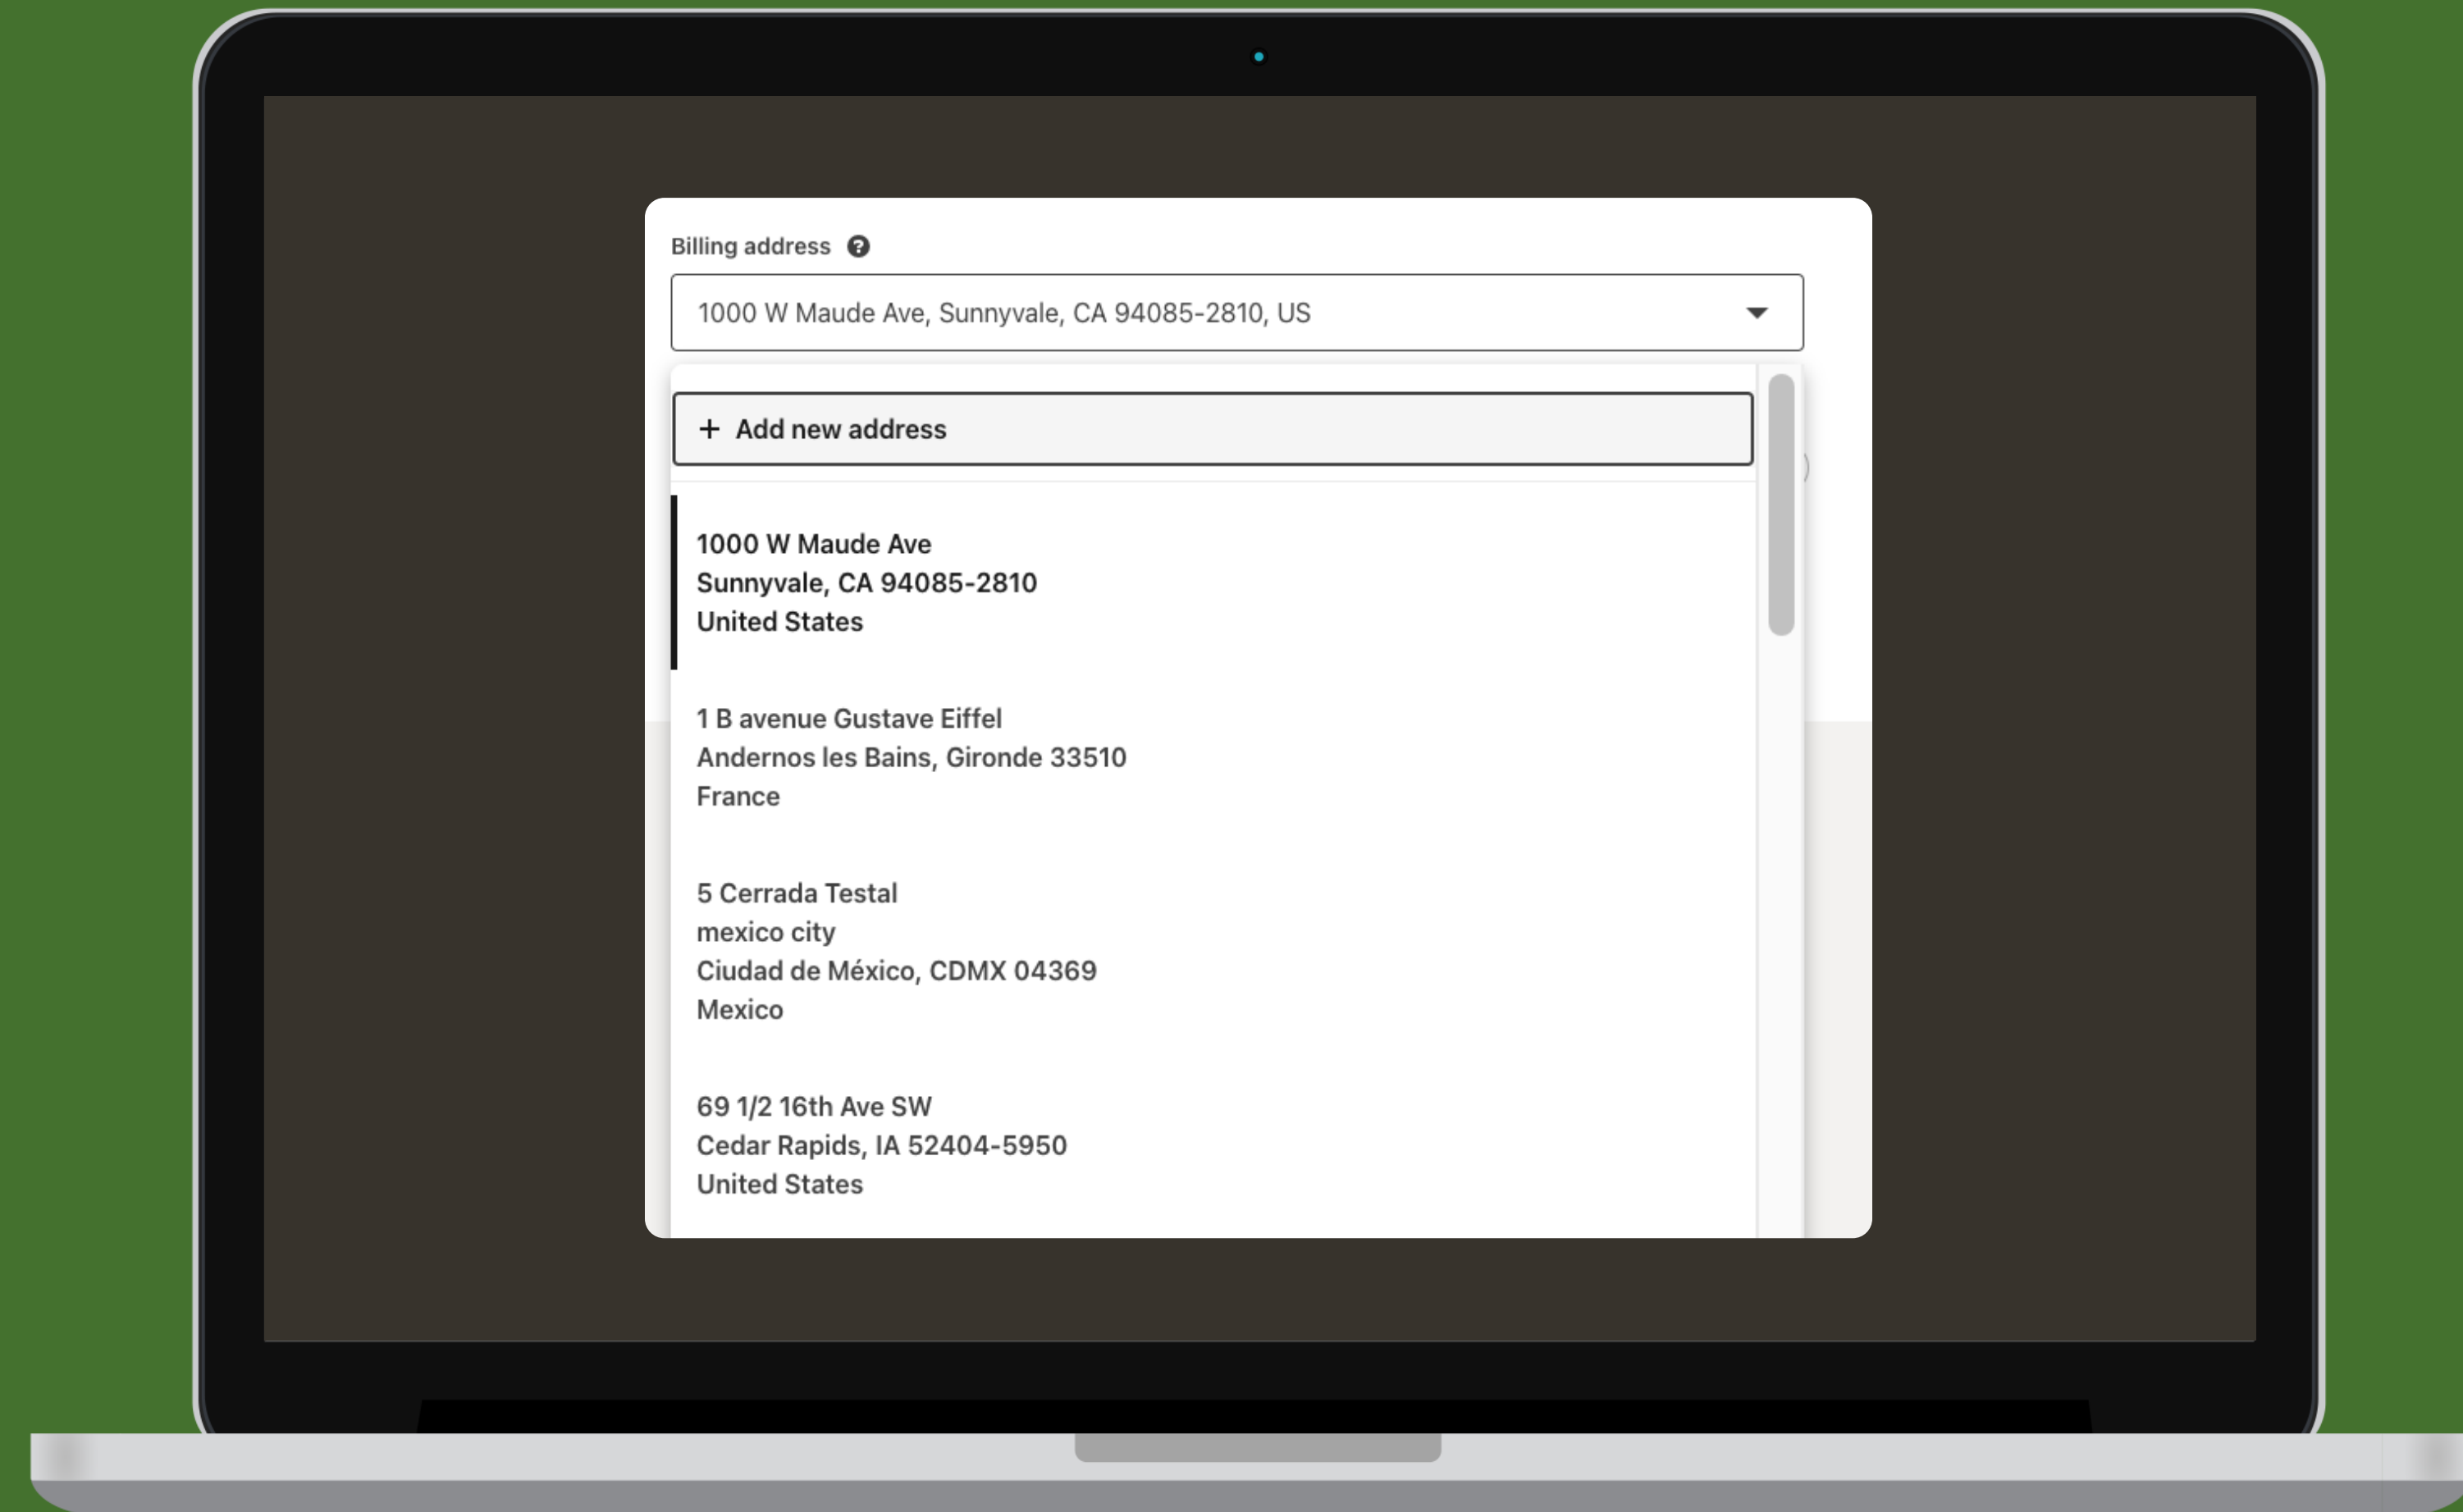 Billing address ?
1000 W Maude Ave, Sunnyvale, CA 94085-2810, US
+ Add new address
1000 W Maude Ave
Sunnyvale, CA 94085-2810
United States
1 B avenue Gustave Eiffel
Andernos les Bains, Gironde 33510
France
5 Cerrada Testal
mexico city
Ciudad de México, CDMX 04369
Mexico
69 1/2 16th Ave SW
Cedar Rapids, IA 52404-5950
United States